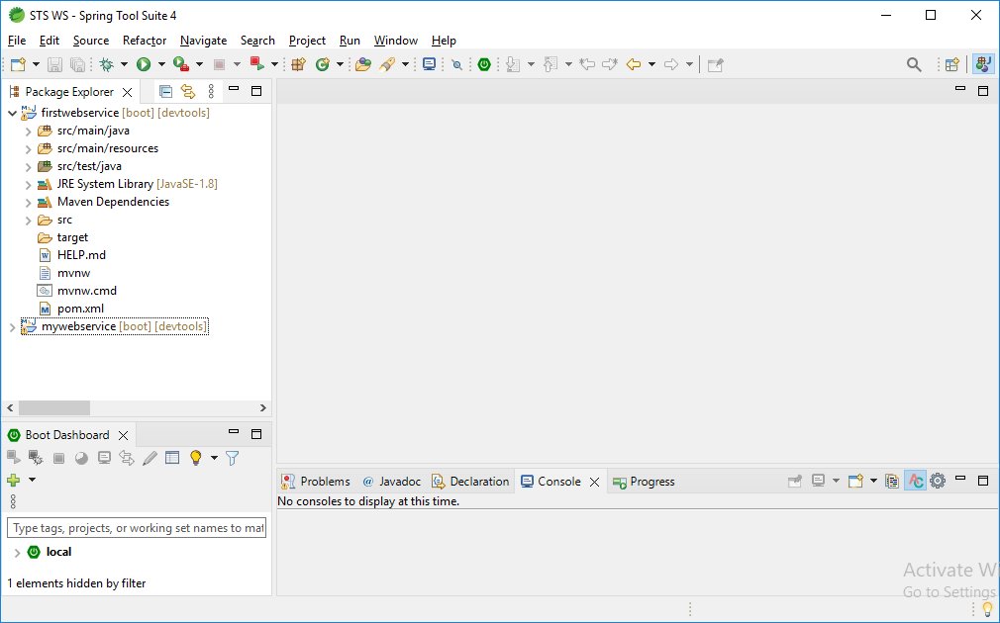 STS WS - Spring Tool Suite 4
File Edit Source Refactor Navigate Search Project Run Window Help
Package Explorer
firstwebservice [boot] [devtools]
src/main/java
src/main/resources
src/test/java
JRE System Library [JavaSE-1.8]
Maven Dependencies
src
target
HELP.md
mvnw
mvnw.cmd
pom.xml
mywebservice [boot] [devtools]
Boot Dashboard
Type tags, projects, or working set names to mat
local
1 elements hidden by filter
Problems @ Javadoc Declaration Console Progress
No consoles to display at this time.
Activate Wi
Go to Settings